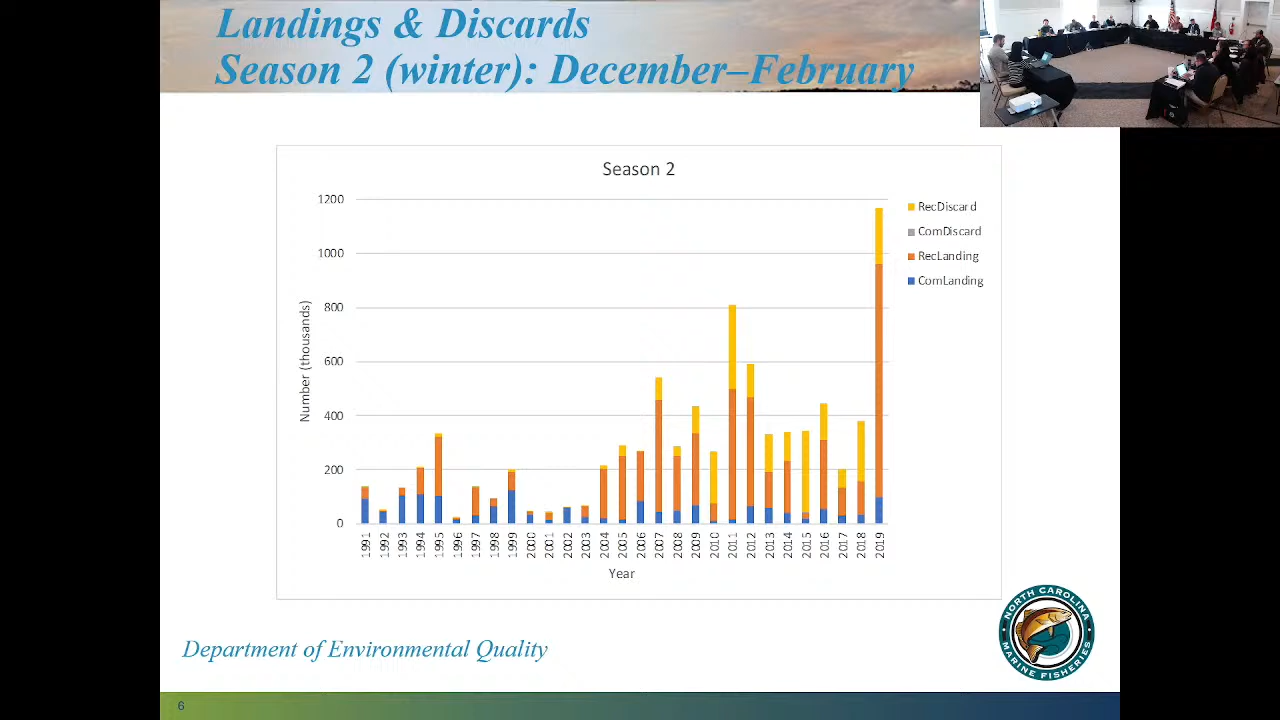 Landings & Discards
Season 2 (winter): December–February
Season 2
1200
1000
800
600
400
200
0
Number (thousands)
1991 1992 1993 1994 1995 1996 1997 1998 1999 2000 2001 2002 2003 2004 2005 2006 2007 2008 2009 2010 2011 2012 2013 2014 2015 2016 2017 2018 2019
Year
RecDiscard
ComDiscard
RecLanding
ComLanding
NORTH CAROLINA
MARINE FISHERIES
Department of Environmental Quality
6